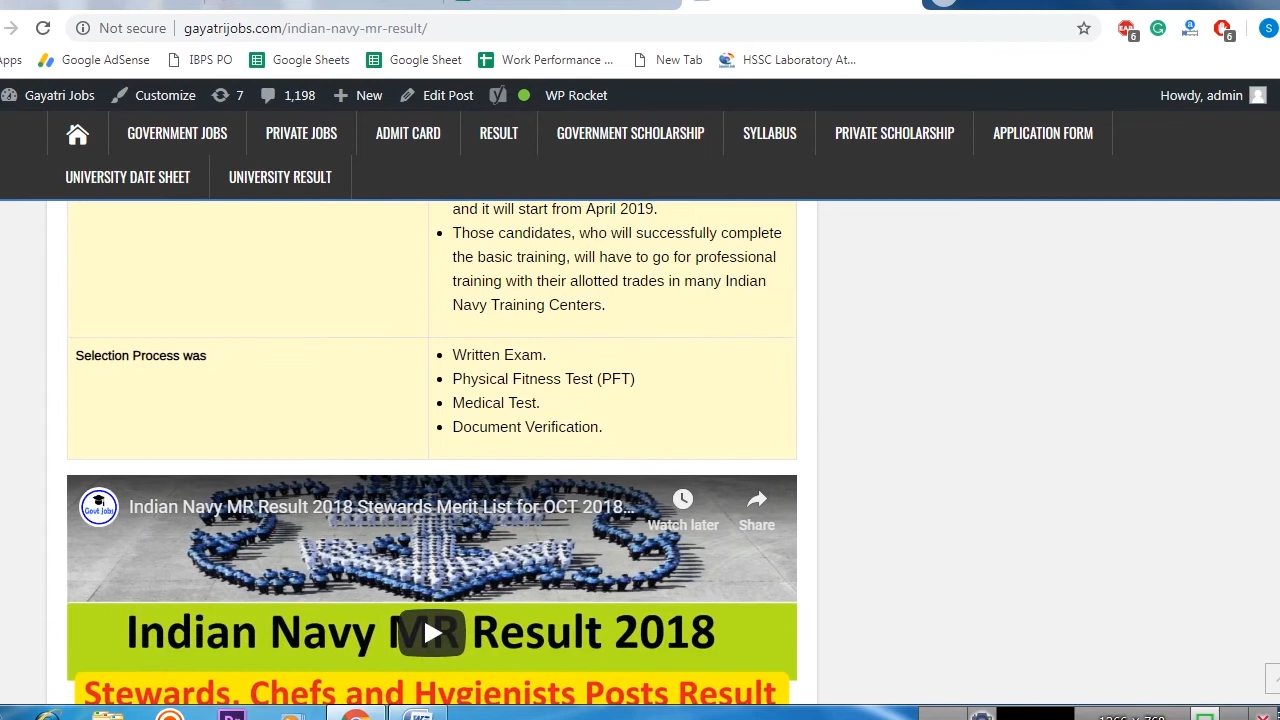 Not secure gayatrijobs.com/indian-navy-mr-result/
6 6 S
Google AdSense IBPS PO Google Sheets Google Sheet Work Performance ... New Tab HSSC Laboratory At...
Gayatri Jobs Customize 7 1,198 New Edit Post WP Rocket Howdy, admin
GOVERNMENT JOBS PRIVATE JOBS ADMIT CARD RESULT GOVERNMENT SCHOLARSHIP SYLLABUS PRIVATE SCHOLARSHIP APPLICATION FORM
UNIVERSITY DATE SHEET UNIVERSITY RESULT
and it will start from April 2019.
Those candidates, who will successfully complete
the basic training, will have to go for professional
training with their allotted trades in many Indian
Navy Training Centers.
Selection Process was
Written Exam.
Physical Fitness Test (PFT)
Medical Test.
Document Verification.
Govt Jobs Indian Navy MR Result 2018 Stewards Merit List for OCT 2018...
Watch later Share
Indian Navy MR Result 2018
Stewards, Chefs and Hygienists Posts Result